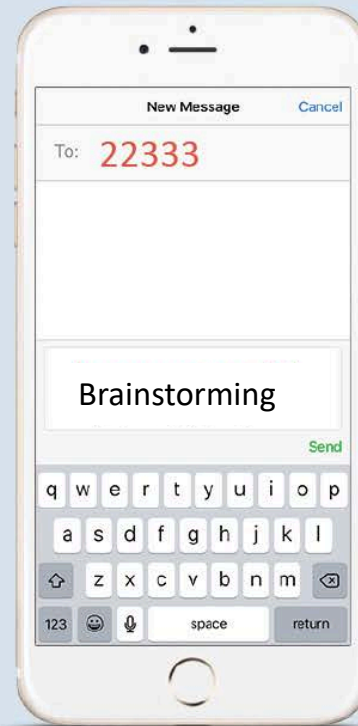 New Message Cancel
To: 22333
Brainstorming
Send
q w e r t y u i o p
a s d f g h j k l
z x c v b n m
123 space return